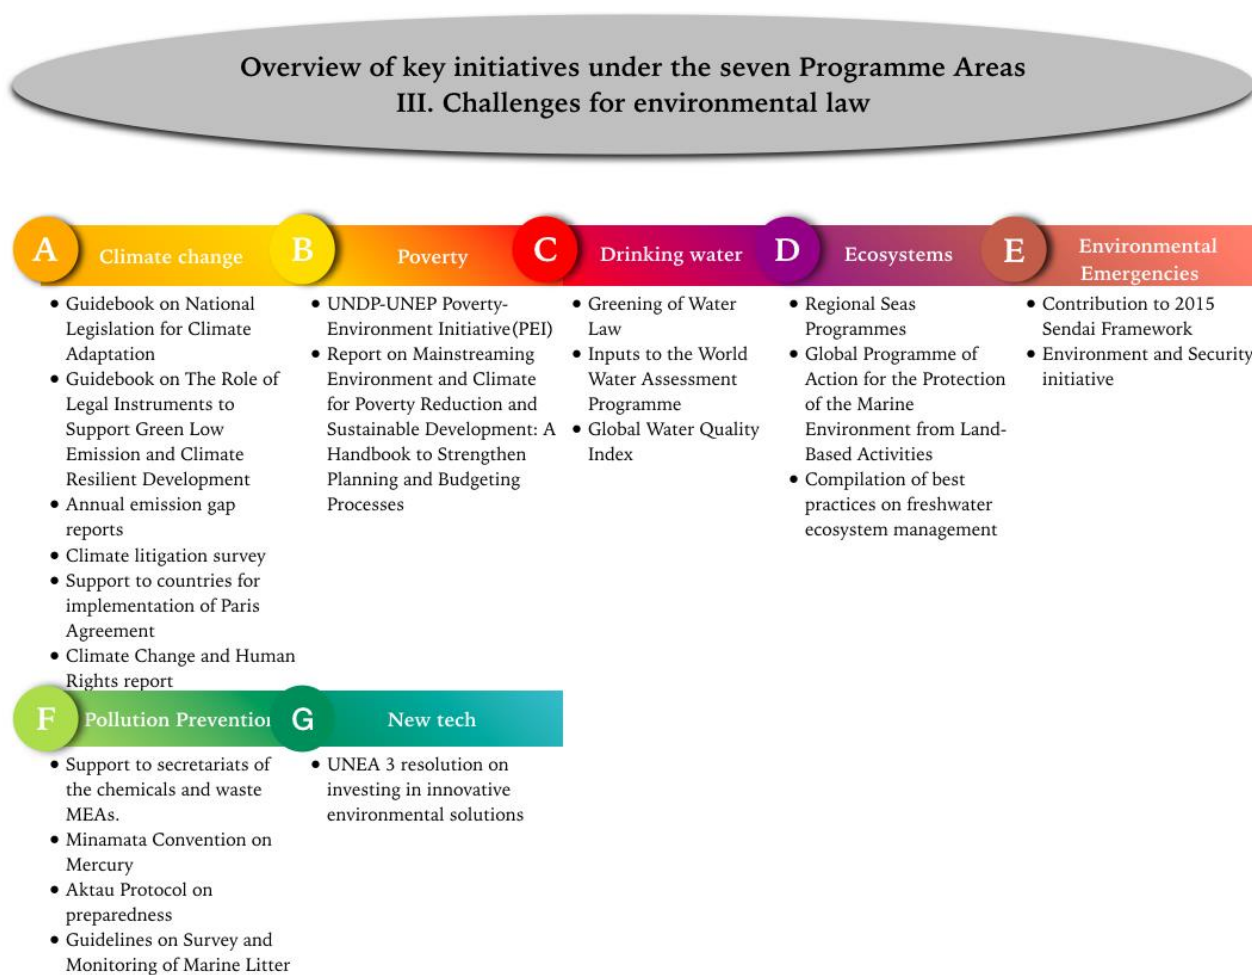 Overview of key initiatives under the seven Programme Areas
III. Challenges for environmental law
A
Climate change
• Guidebook on National
Legislation for Climate
Adaptation
• Guidebook on The Role of
Legal Instruments to
Support Green Low
Emission and Climate
Resilient Development
• Annual emission gap
reports
• Climate litigation survey
• Support to countries for
implementation of Paris
Agreement
• Climate Change and Human
Rights report
B
Poverty
• UNDP-UNEP Poverty-
Environment Initiative(PEI)
• Report on Mainstreaming
Environment and Climate
for Poverty Reduction and
Sustainable Development: A
Handbook to Strengthen
Planning and Budgeting
Processes
C
Drinking water
• Greening of Water
Law
• Inputs to the World
Water Assessment
Programme
• Global Water Quality
Index
D
Ecosystems
• Regional Seas
Programmes
• Global Programme of
Action for the Protection
of the Marine
Environment from Land-
Based Activities
• Compilation of best
practices on freshwater
ecosystem management
E
Environmental
Emergencies
• Contribution to 2015
Sendai Framework
• Environment and Security
initiative
F
Pollution Prevention
• Support to secretariats of
the chemicals and waste
MEAs.
• Minamata Convention on
Mercury
• Aktau Protocol on
preparedness
• Guidelines on Survey and
Monitoring of Marine Litter
G
New tech
• UNEA 3 resolution on
investing in innovative
environmental solutions